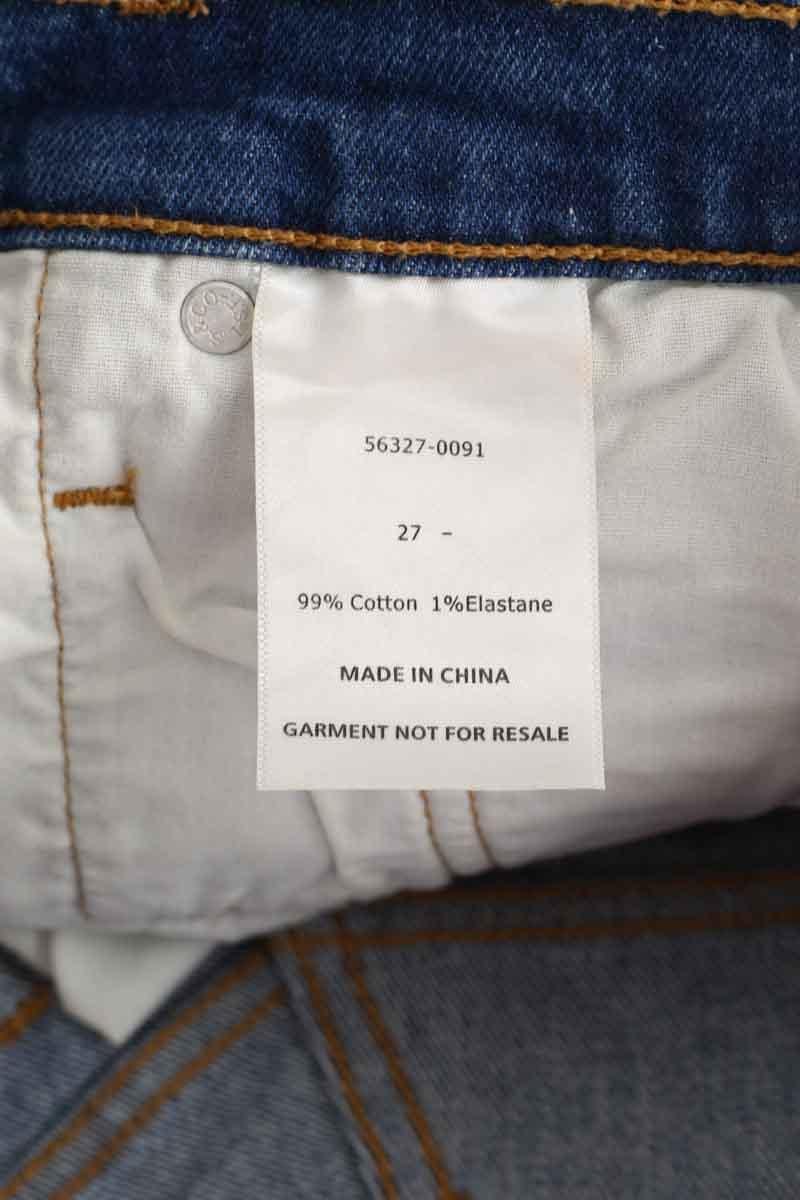 56327-0091
27 -
99% Cotton 1%Elastane
MADE IN CHINA
GARMENT NOT FOR RESALE